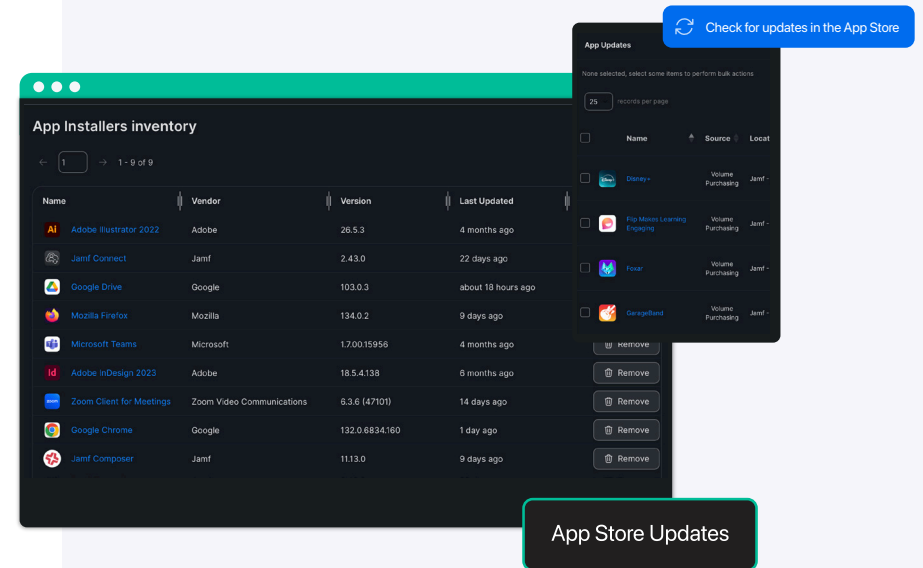 Check for updates in the App Store
App Updates
None selected, select some items to perform bulk actions
25 records per page
Name Source Locat
Disney+ Volume Purchasing Jamf -
Flip Makes Learning Engaging Volume Purchasing Jamf -
Foxar Volume Purchasing Jamf -
GarageBand Volume Purchasing Jamf -
App Installers inventory
1 1 - 9 of 9
Name Vendor Version Last Updated
Ai Adobe Illustrator 2022 Adobe 26.5.3 4 months ago
Jamf Connect Jamf 2.43.0 22 days ago
Google Drive Google 103.0.3 about 18 hours ago
Mozilla Firefox Mozilla 134.0.2 9 days ago
Microsoft Teams Microsoft 1.7.00.15956 4 months ago Remove
Id Adobe InDesign 2023 Adobe 18.5.4.138 6 months ago Remove
zoom Zoom Client for Meetings Zoom Video Communications 6.3.6 (47101) 14 days ago Remove
Google Chrome Google 132.0.6834.160 1 day ago Remove
Jamf Composer Jamf 11.13.0 9 days ago Remove
App Store Updates